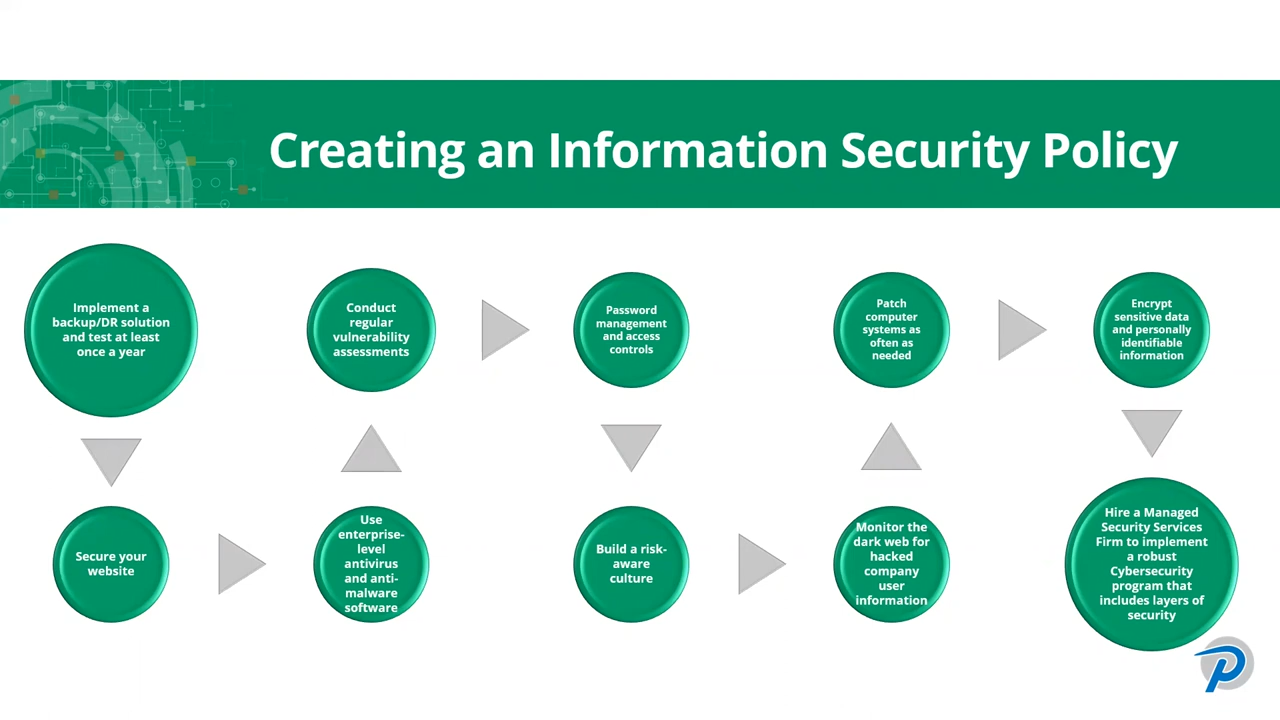 Creating an Information Security Policy
Implement a
backup/DR solution
and test at least
once a year
Secure your
website
Use
enterprise-
level
antivirus
and anti-
malware
software
Conduct
regular
vulnerability
assessments
Password
management
and access
controls
Build a risk-
aware
culture
Monitor the
dark web for
hacked
company
user
information
Patch
computer
systems as
often as
needed
Encrypt
sensitive data
and personally
identifiable
information
Hire a Managed
Security Services
Firm to implement
a robust
Cybersecurity
program that
includes layers of
security
P